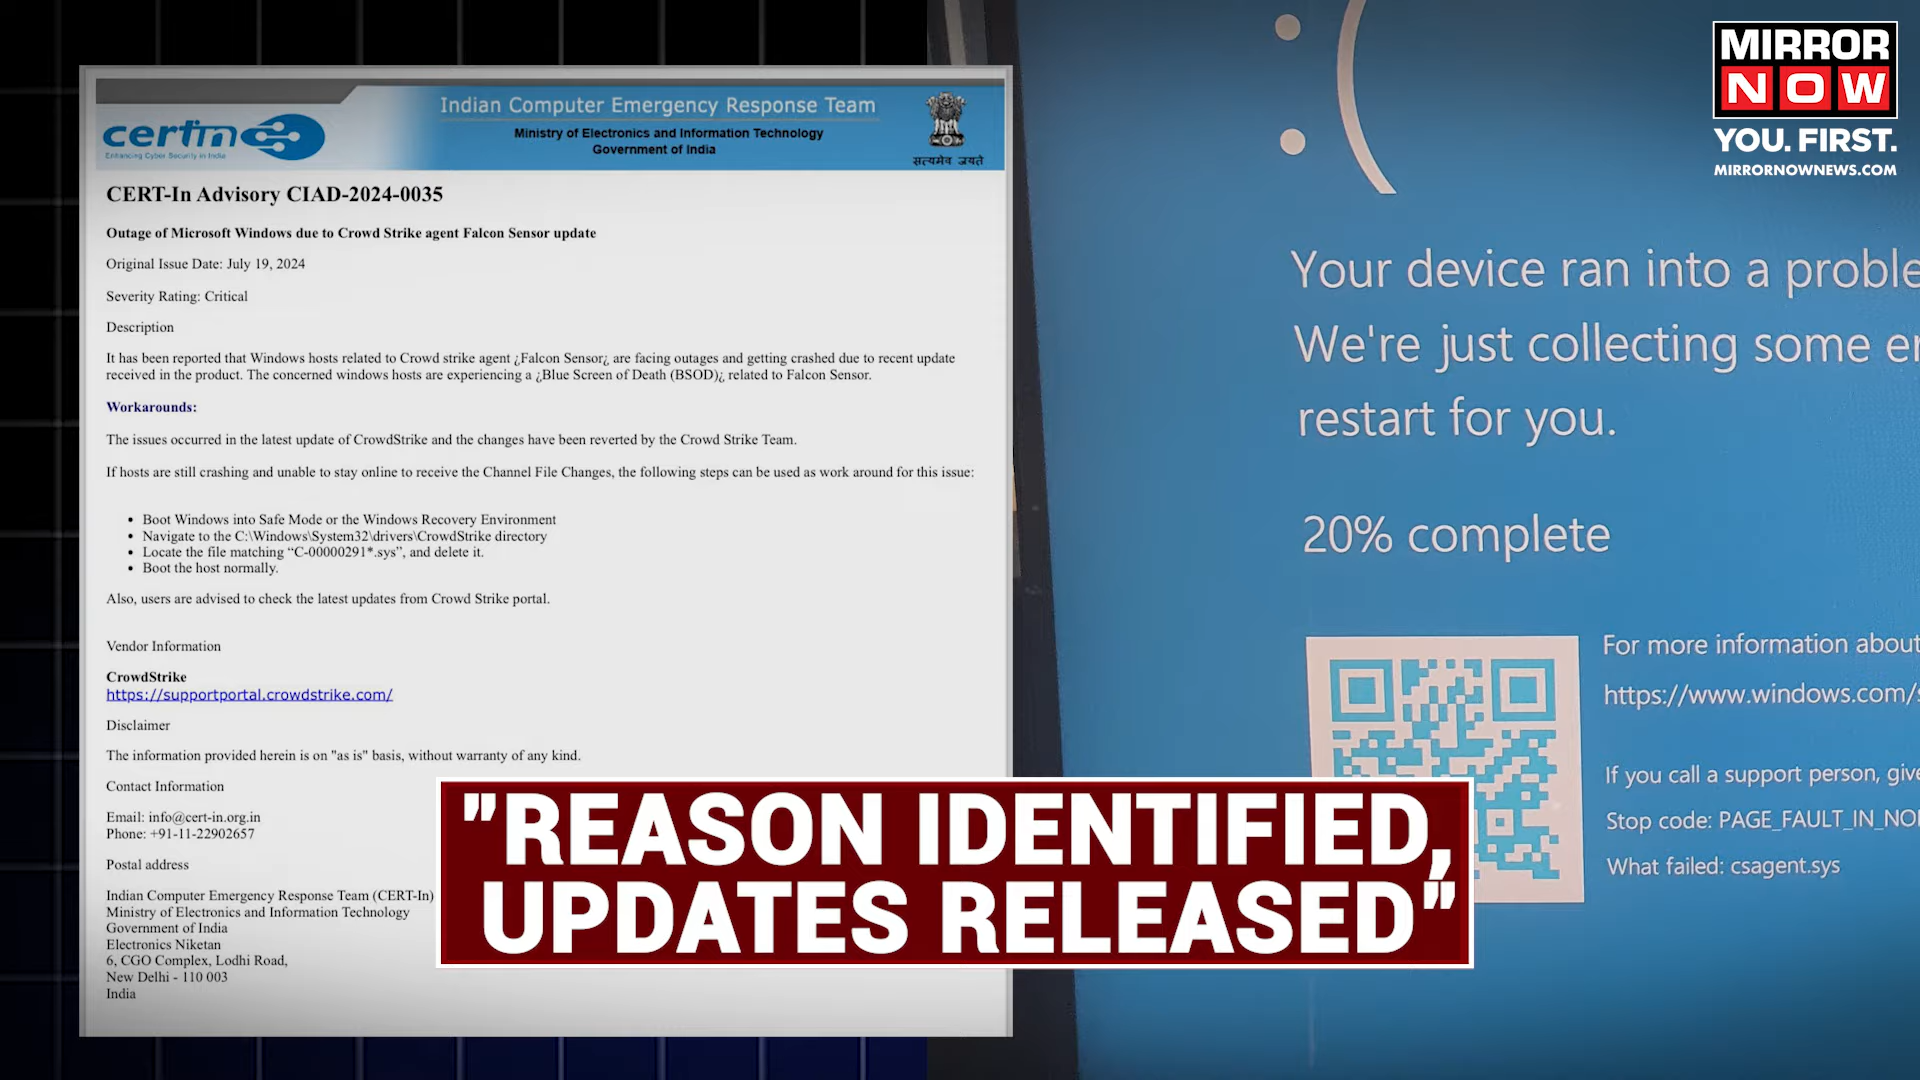 certin
Enhancing Cyber Security in India
Indian Computer Emergency Response Team
Ministry of Electronics and Information Technology
Government of India
सत्यमेव जयते
CERT-In Advisory CIAD-2024-0035
Outage of Microsoft Windows due to Crowd Strike agent Falcon Sensor update
Original Issue Date: July 19, 2024
Severity Rating: Critical
Description
It has been reported that Windows hosts related to Crowd strike agent ¿Falcon Sensor¿ are facing outages and getting crashed due to recent update
received in the product. The concerned windows hosts are experiencing a ¿Blue Screen of Death (BSOD)¿ related to Falcon Sensor.
Workarounds:
The issues occurred in the latest update of CrowdStrike and the changes have been reverted by the Crowd Strike Team.
If hosts are still crashing and unable to stay online to receive the Channel File Changes, the following steps can be used as work around for this issue:
• Boot Windows into Safe Mode or the Windows Recovery Environment
• Navigate to the C:\Windows\System32\drivers\CrowdStrike directory
• Locate the file matching “C-00000291*.sys”, and delete it.
• Boot the host normally.
Also, users are advised to check the latest updates from Crowd Strike portal.
Vendor Information
CrowdStrike
https://supportportal.crowdstrike.com/
Disclaimer
The information provided herein is on "as is" basis, without warranty of any kind.
Contact Information
Email: info@cert-in.org.in
Phone: +91-11-22902657
Postal address
Indian Computer Emergency Response Team (CERT-In)
Ministry of Electronics and Information Technology
Government of India
Electronics Niketan
6, CGO Complex, Lodhi Road,
New Delhi - 110 003
India
:(
Your device ran into a proble
We're just collecting some er
restart for you.
20% complete
For more information about
https://www.windows.com/s
If you call a support person, give
Stop code: PAGE_FAULT_IN_NO
What failed: csagent.sys
"REASON IDENTIFIED,
UPDATES RELEASED"
MIRROR
NOW
YOU. FIRST.
MIRRORNOWNEWS.COM